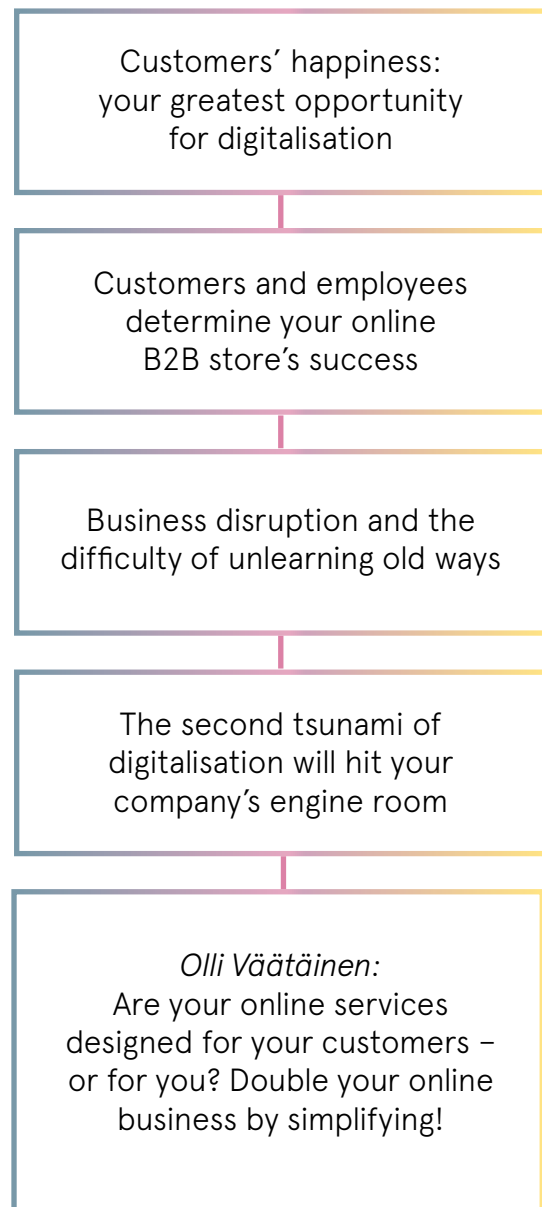 Customers’ happiness:
your greatest opportunity
for digitalisation
Customers and employees
determine your online
B2B store’s success
Business disruption and the
difficulty of unlearning old ways
The second tsunami of
digitalisation will hit your
company’s engine room
Olli Väätäinen:
Are your online services
designed for your customers –
or for you? Double your online
business by simplifying!